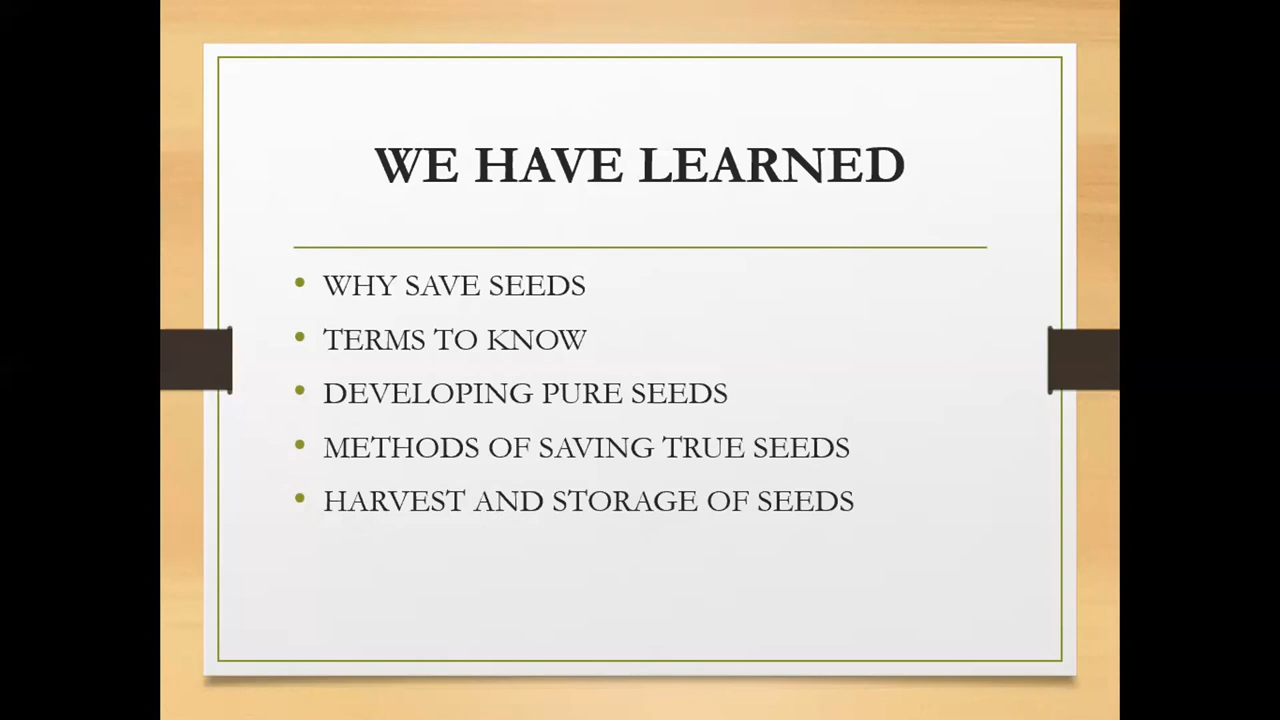 WE HAVE LEARNED
• WHY SAVE SEEDS
• TERMS TO KNOW
• DEVELOPING PURE SEEDS
• METHODS OF SAVING TRUE SEEDS
• HARVEST AND STORAGE OF SEEDS